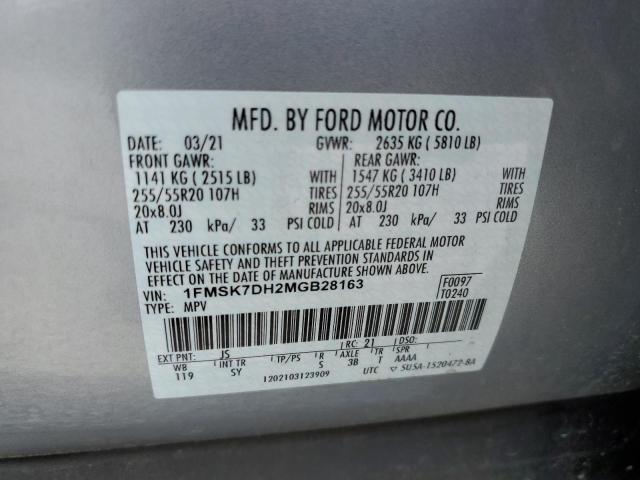 MFD. BY FORD MOTOR CO.
DATE: 03/21 GVWR: 2635 KG ( 5810 LB)
FRONT GAWR: REAR GAWR:
1141 KG ( 2515 LB) WITH 1547 KG ( 3410 LB) WITH
255/55R20 107H TIRES 255/55R20 107H TIRES
20x8.0J RIMS 20x8.0J RIMS
AT 230 kPa/ 33 PSI COLD AT 230 kPa/ 33 PSI COLD
THIS VEHICLE CONFORMS TO ALL APPLICABLE FEDERAL MOTOR
VEHICLE SAFETY AND THEFT PREVENTION STANDARDS IN
EFFECT ON THE DATE OF MANUFACTURE SHOWN ABOVE.
VIN: 1FMSK7DH2MGB28163 F0097
TYPE: MPV T0240
EXT PNT: JS RC: 21 DSO:
WB INT TR TP/PS R AXLE TR SPR
119 SY S 3B T AAAA
1202103123909 UTC 5U5A-1520472-BA